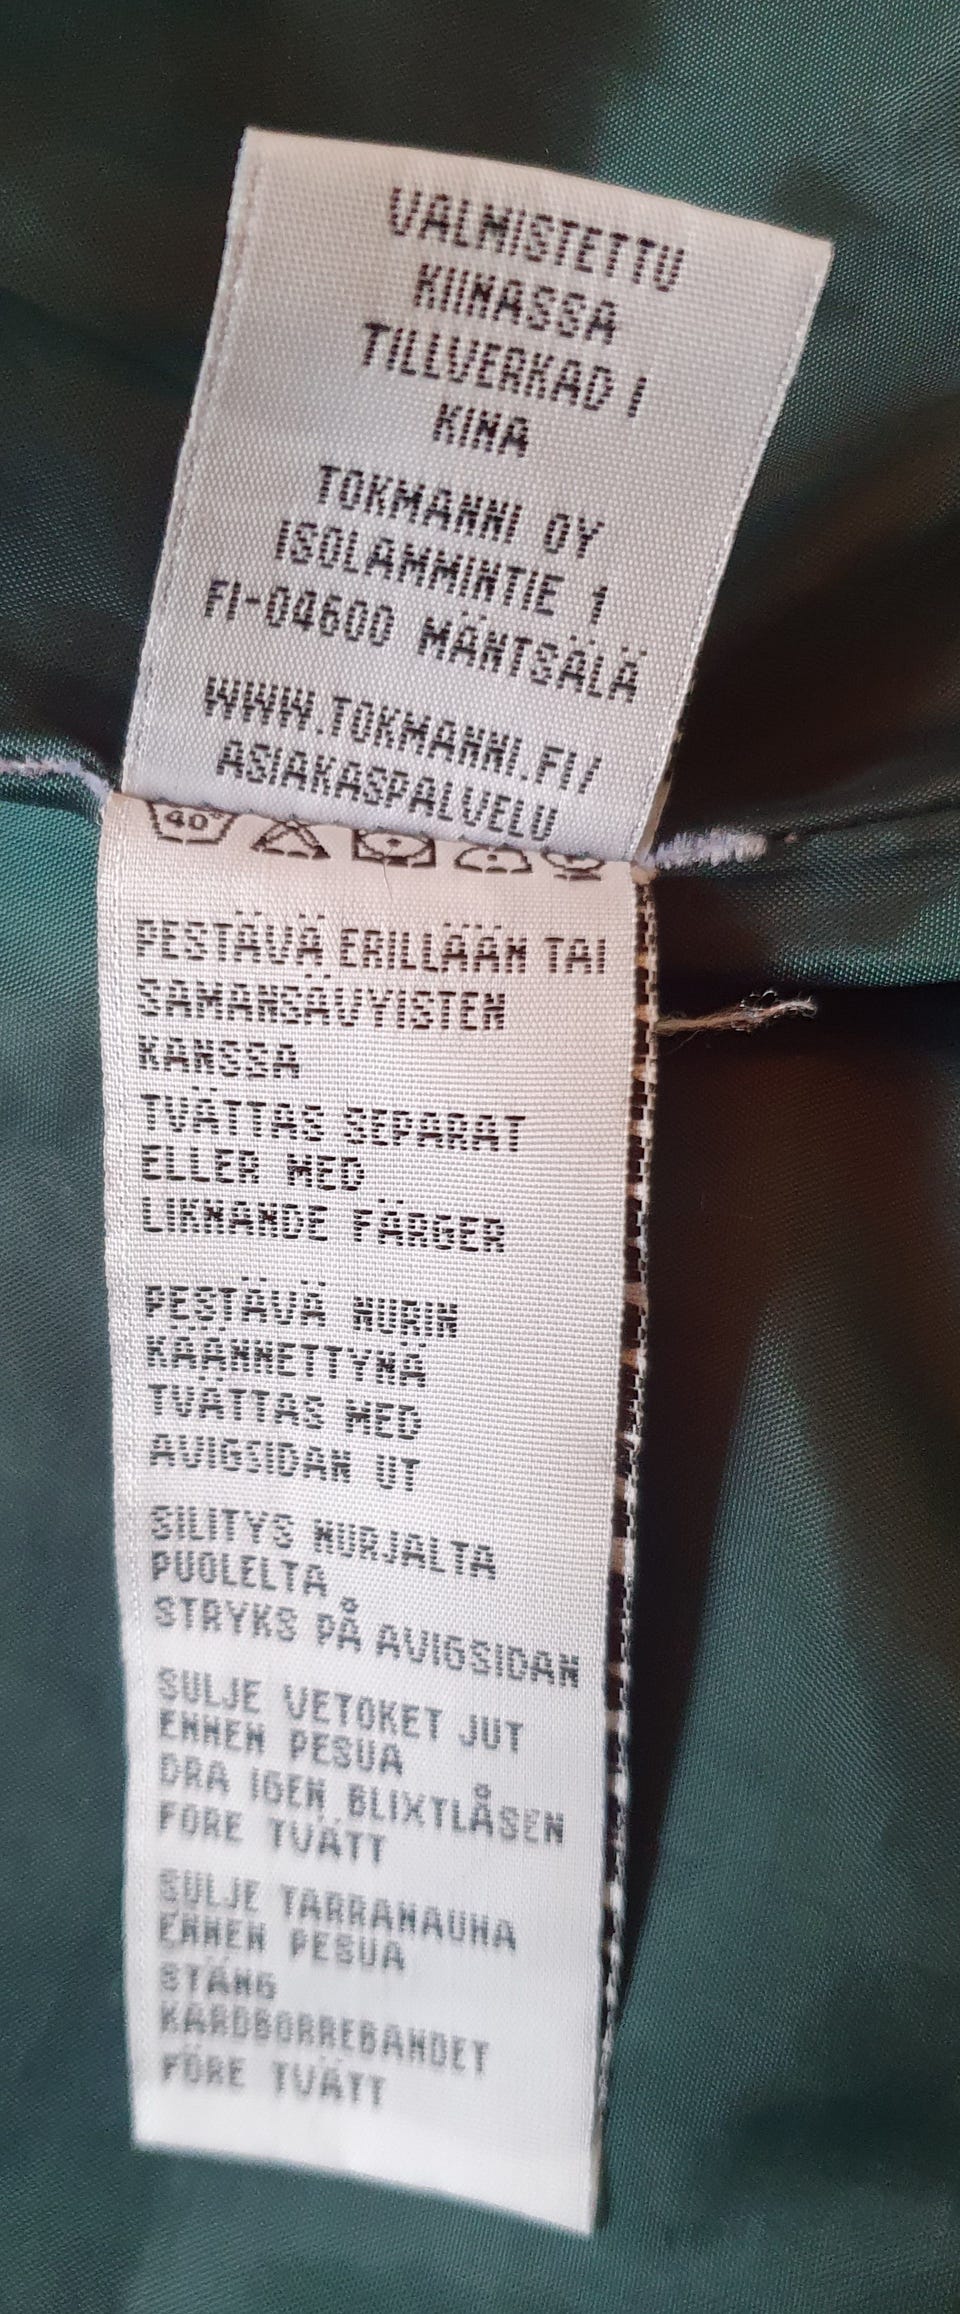 VALMISTETTU
KIINASSA
TILLVERKAD I
KINA
TOKMANNI OY
ISOLAMMINTIE 1
FI-04600 MÄNTSÄLÄ
WWW.TOKMANNI.FI/
ASIAKASPALVELU
40°
PESTÄVÄ ERILLÄÄN TAI
SAMANSÄVYISTEN
KANSSA
TVÄTTAS SEPARAT
ELLER MED
LIKNANDE FÄRGER
PESTÄVÄ NURIN
KÄÄNNETTYNÄ
TVÄTTAS MED
AVIGSIDAN UT
SILITYS NURJALTA
PUOLELTA
STRYKS PÅ AVIGSIDAN
SULJE VETOKET JUT
ENNEN PESUA
DRA IGEN BLIXTLÅSEN
FÖRE TVÄTT
SULJE TARRANAUHA
ENNEN PESUA
STÄNG
KARDBORREBANDET
FÖRE TVÄTT